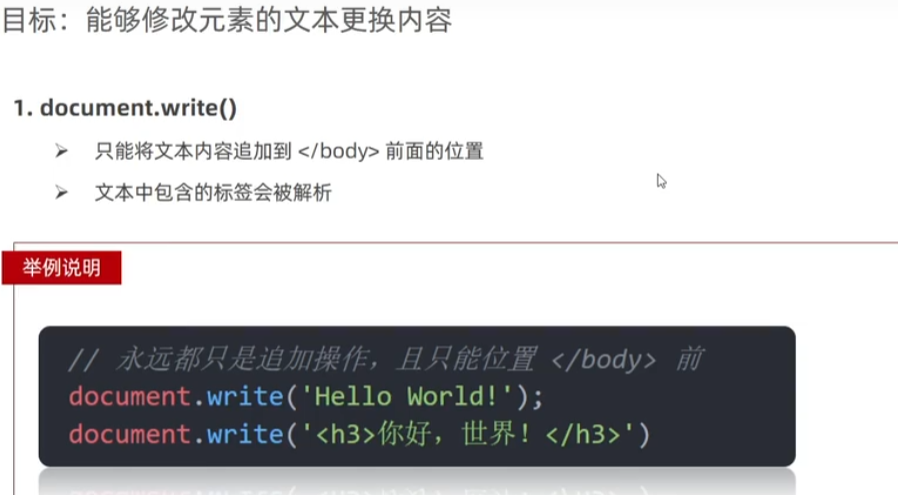 目标：能够修改元素的文本更换内容
1. document.write()
➢ 只能将文本内容追加到 </body> 前面的位置
➢ 文本中包含的标签会被解析
举例说明
// 永远都只是追加操作，且只能位置 </body> 前
document.write('Hello World!');
document.write('<h3>你好，世界！</h3>')